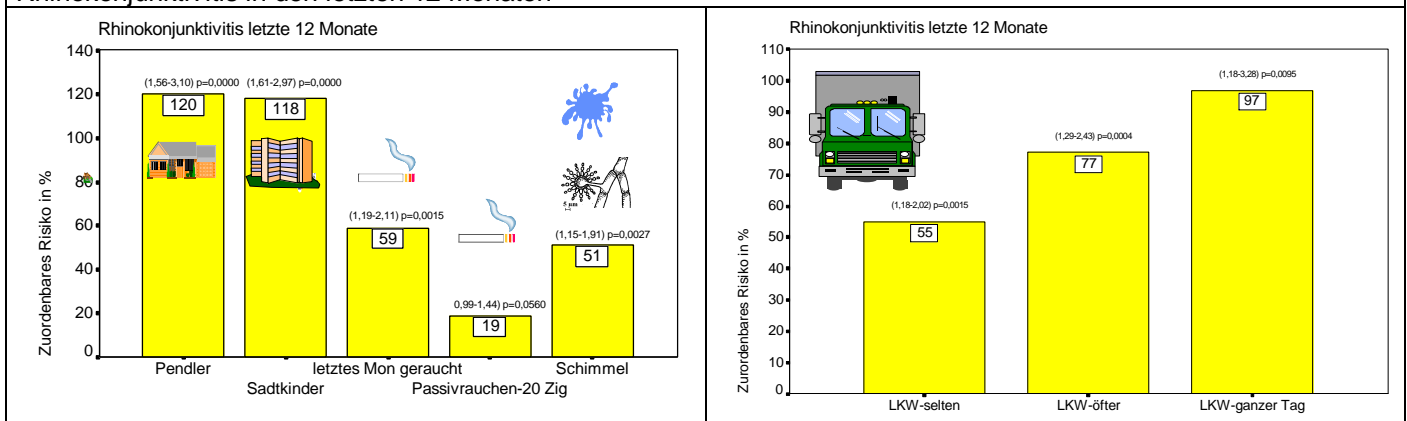 Rhinokonjunktivitis in den letzten 12 Monaten
Rhinokonjunktivitis letzte 12 Monate
140
120
100
80
60
40
20
0
Zuordenbares Risiko in %
(1,56-3,10) p=0,0000
(1,61-2,97) p=0,0000
120
118
(1,19-2,11) p=0,0015
59
0,99-1,44) p=0,0560
19
5 µm
(1,15-1,91) p=0,0027
51
Pendler
letztes Mon geraucht
Schimmel
Sadtkinder
Passivrauchen-20 Zig
Rhinokonjunktivitis letzte 12 Monate
110
100
90
80
70
60
50
40
30
20
10
0
Zurordenbares Risiko in %
(1,18-2,02) p=0,0015
55
(1,29-2,43) p=0,0004
77
(1,18-3,28) p=0,0095
97
LKW-selten
LKW-öfter
LKW-ganzer Tag